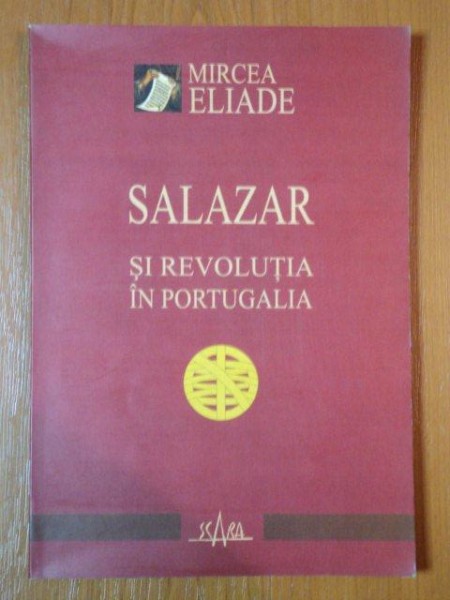 MIRCEA
ELIADE
SALAZAR
ȘI REVOLUȚIA
ÎN PORTUGALIA
SCARA